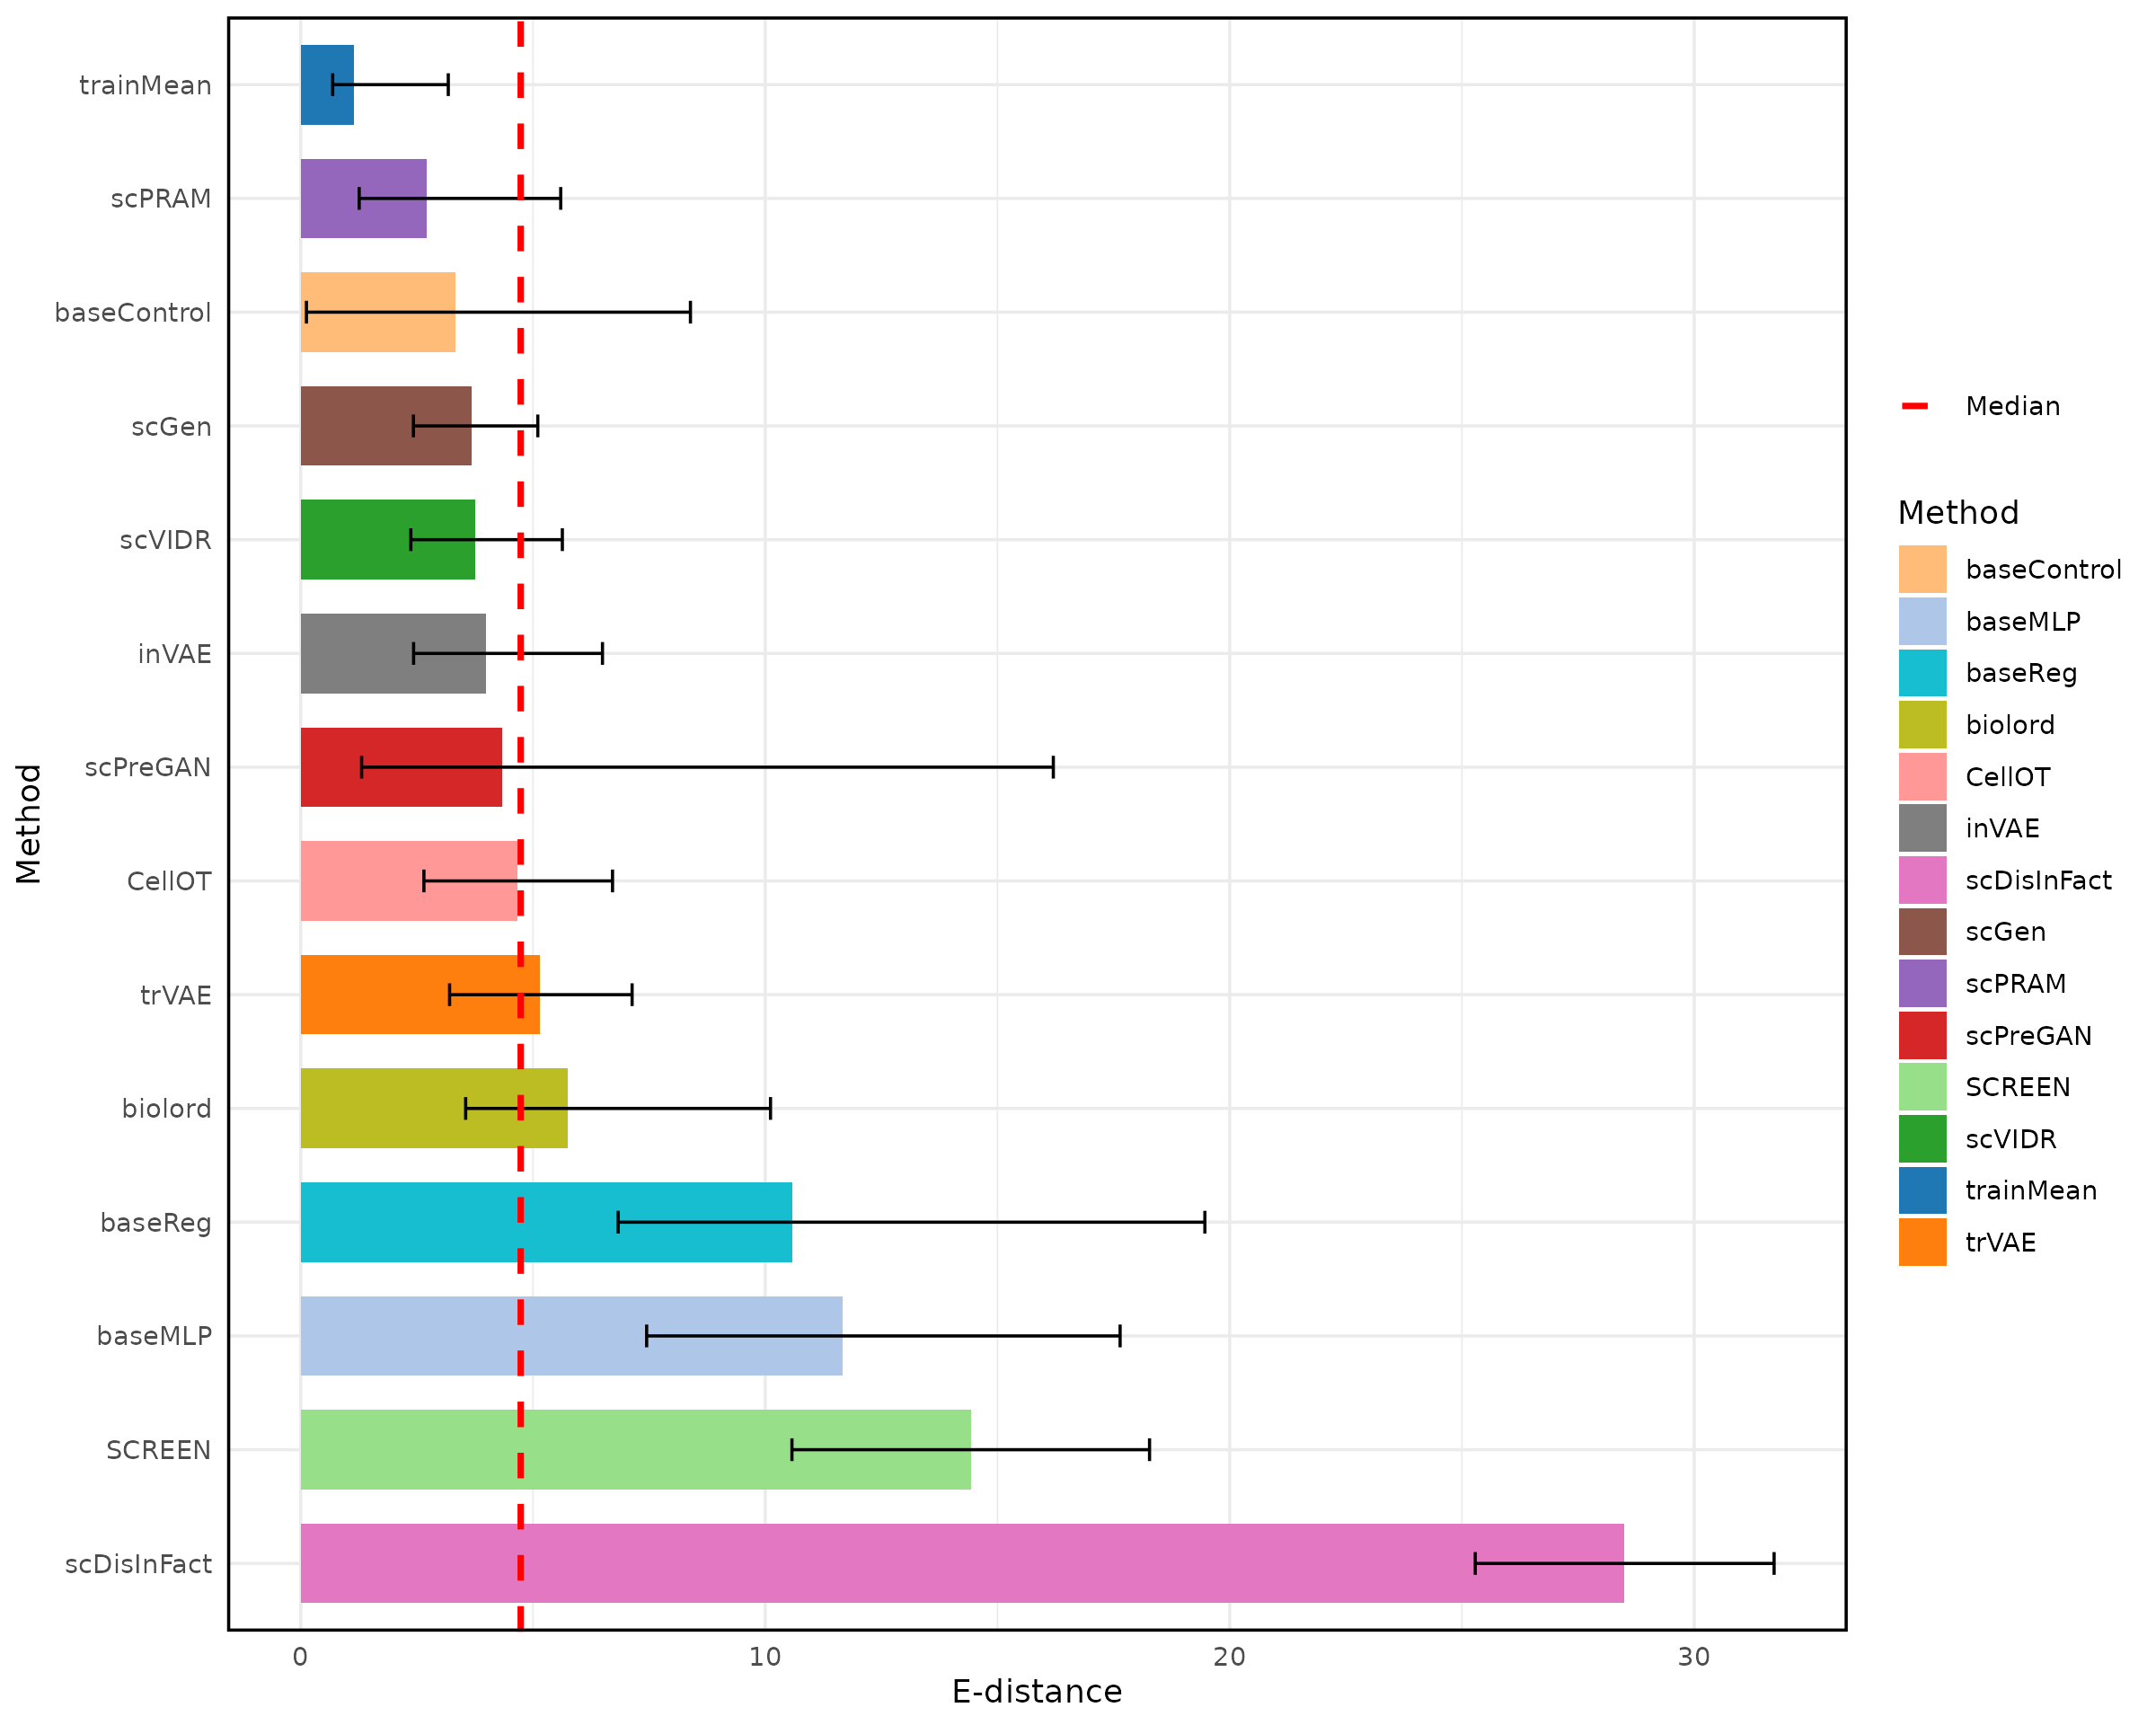 Method
trainMean
scPRAM
baseControl
scGen
scVIDR
inVAE
scPreGAN
CellOT
trVAE
biolord
baseReg
baseMLP
SCREEN
scDisInFact
0 10 20 30
E-distance
Median
Method
baseControl
baseMLP
baseReg
biolord
CellOT
inVAE
scDisInFact
scGen
scPRAM
scPreGAN
SCREEN
scVIDR
trainMean
trVAE